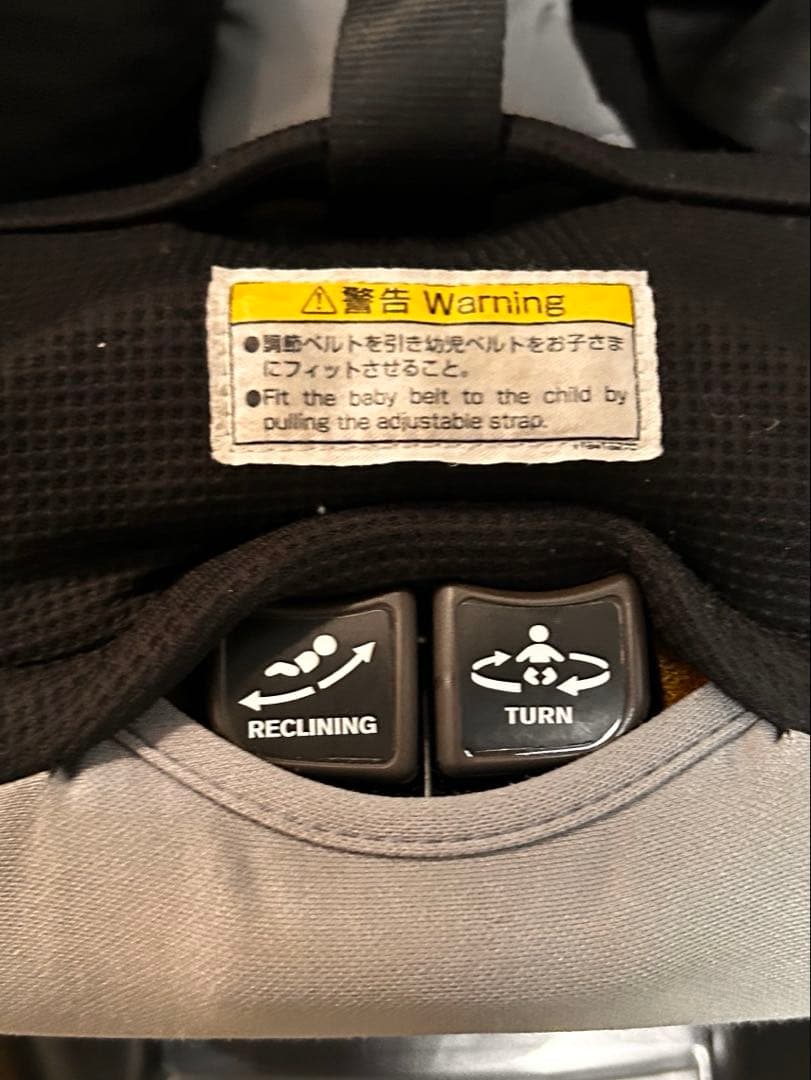 ⚠警告 Warning
●調節ベルトを引き幼児ベルトをお子さま
にフィットさせること。
●Fit the baby belt to the child by
pulling the adjustable strap.
RECLINING
TURN